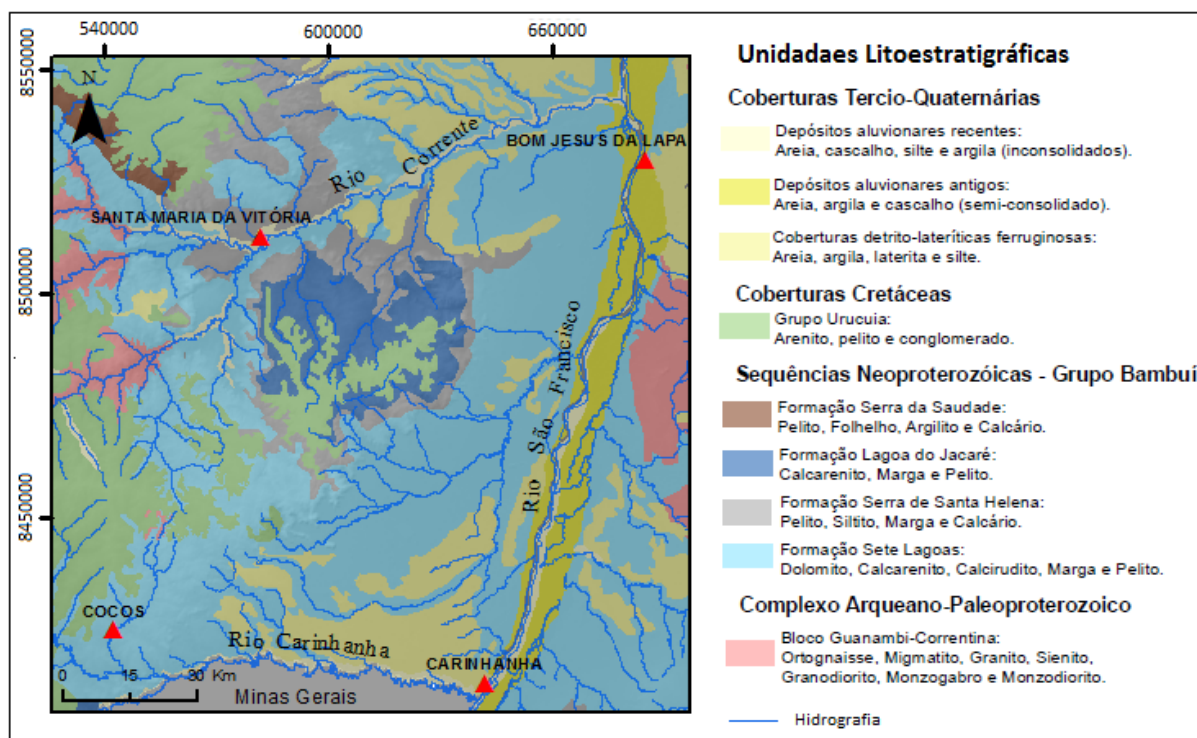 540000
600000
660000
8550000
8500000
8450000
N
BOM JESUS DA LAPA
Rio Corrente
SANTA MARIA DA VITÓRIA
Rio São Francisco
COCOS
Rio Carinhanha
CARINHANHA
0 15 30 Km
Minas Gerais
Unidadaes Litoestratigráficas
Coberturas Tercio-Quaternárias
Depósitos aluvionares recentes:
Areia, cascalho, silte e argila (inconsolidados).
Depósitos aluvionares antigos:
Areia, argila e cascalho (semi-consolidado).
Coberturas detrito-lateríticas ferruginosas:
Areia, argila, laterita e silte.
Coberturas Cretáceas
Grupo Urucuia:
Arenito, pelito e conglomerado.
Sequências Neoproterozóicas - Grupo Bambuí
Formação Serra da Saudade:
Pelito, Folhelho, Argilito e Calcário.
Formação Lagoa do Jacaré:
Calcarenito, Marga e Pelito.
Formação Serra de Santa Helena:
Pelito, Siltito, Marga e Calcário.
Formação Sete Lagoas:
Dolomito, Calcarenito, Calcirudito, Marga e Pelito.
Complexo Arqueano-Paleoproterozoico
Bloco Guanambi-Correntina:
Ortognaisse, Migmatito, Granito, Sienito,
Granodiorito, Monzogabro e Monzodiorito.
Hidrografia